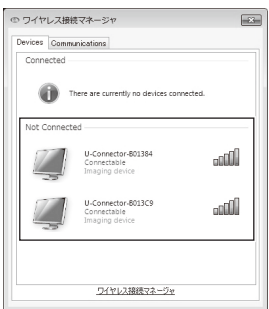 ワイヤレス接続マネージャ
Devices Communications
Connected
There are currently no devices connected.
Not Connected
U-Connector-B01384
Connectable
Imaging device
U-Connector-B013C9
Connectable
Imaging device
ワイヤレス接続マネージャ